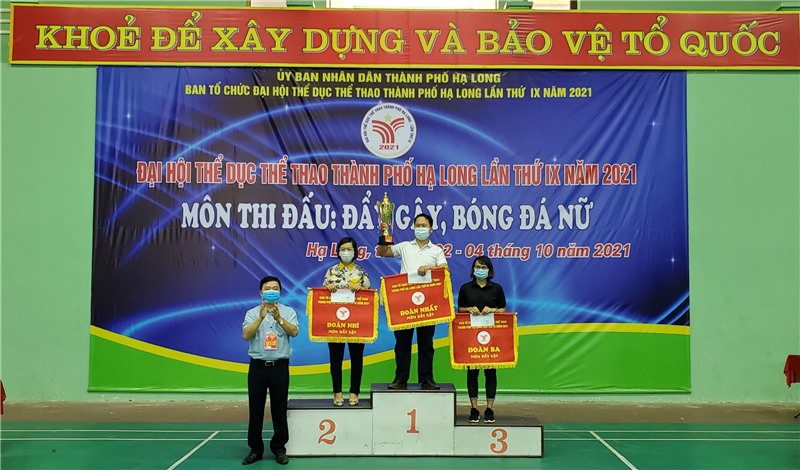 KHOẺ ĐỂ XÂY DỰNG VÀ BẢO VỆ TỔ QUỐC
ỦY BAN NHÂN DÂN THÀNH PHỐ HẠ LONG
BAN TỔ CHỨC ĐẠI HỘI THỂ DỤC THỂ THAO THÀNH PHỐ HẠ LONG LẦN THỨ IX NĂM 2021
2021
ĐẠI HỘI THỂ DỤC THỂ THAO THÀNH PHỐ HẠ LONG LẦN THỨ IX NĂM 2021
MÔN THI ĐẤU: ĐẨY GẬY, BÓNG ĐÁ NỮ
Hạ Long, 02 - 04 tháng 10 năm 2021
ĐOÀN NHÌ
MÔN ĐẨY GẬY
ĐOÀN NHẤT
MÔN ĐẨY GẬY
ĐOÀN BA
MÔN ĐẨY GẬY
2
1
3